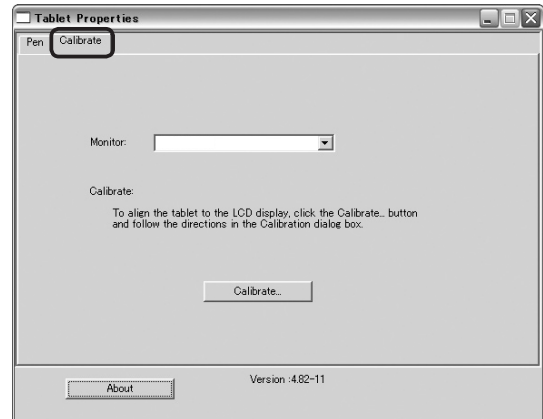 Tablet Properties
Pen Calibrate
Monitor:
Calibrate:
To align the tablet to the LCD display, click the Calibrate... button
and follow the directions in the Calibration dialog box.
Calibrate...
About Version :4.82-11